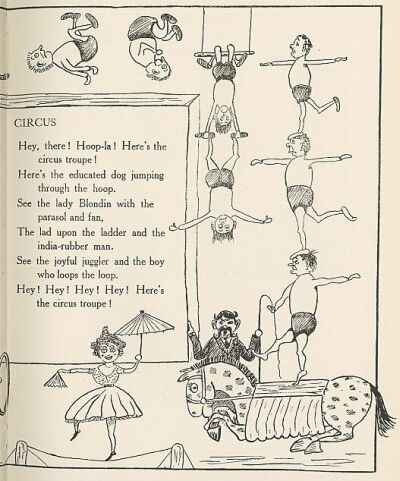 CIRCUS
Hey, there! Hoop-la! Here's the
circus troupe!
Here's the educated dog jumping
through the hoop.
See the lady Blondin with the
parasol and fan,
The lad upon the ladder and the
india-rubber man.
See the joyful juggler and the boy
who loops the loop.
Hey! Hey! Hey! Hey! Here's
the circus troupe!